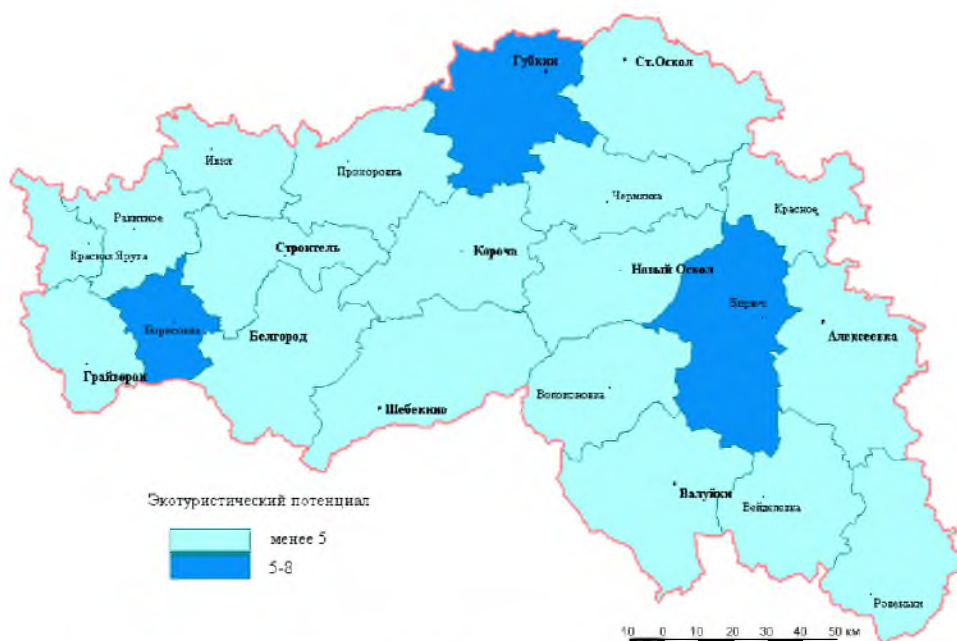 Губкин
Ст.Оскол
Ивня
Прохоровка
Чернянка
Красное
Ракитное
Красная Яруга
Строитель
Короча
Новый Оскол
Бирюч
Борисовка
Белгород
Алексеевка
Грайворон
Волоконовка
Шебекино
Валуйки
Вейделевка
Ровеньки
Экотуристический потенциал
менее 5
5-8
10 0 10 20 30 40 50 км